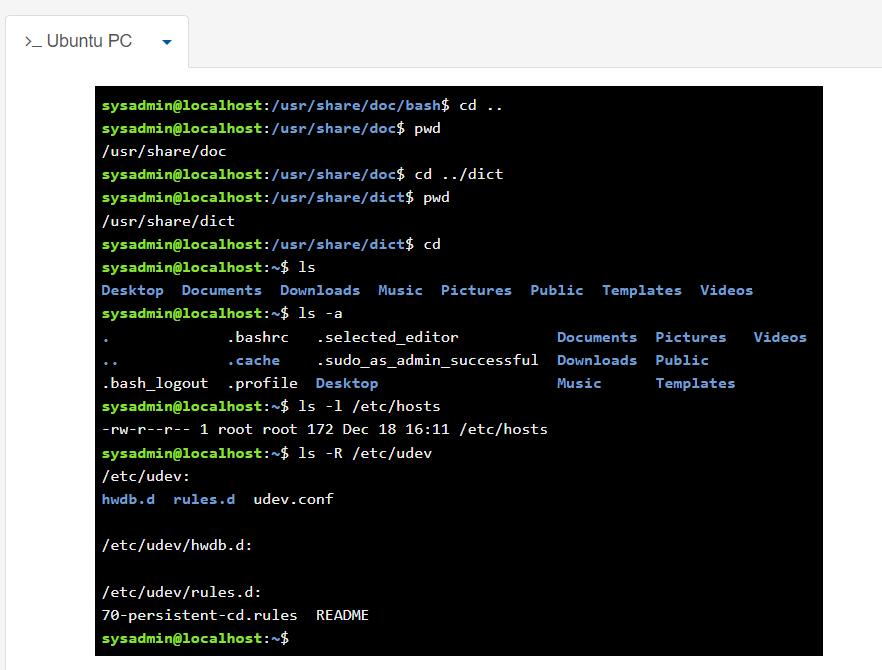 >_ Ubuntu PC
sysadmin@localhost:/usr/share/doc/bash$ cd ..
sysadmin@localhost:/usr/share/doc$ pwd
/usr/share/doc
sysadmin@localhost:/usr/share/doc$ cd ../dict
sysadmin@localhost:/usr/share/dict$ pwd
/usr/share/dict
sysadmin@localhost:/usr/share/dict$ cd
sysadmin@localhost:~$ ls
Desktop  Documents  Downloads  Music  Pictures  Public  Templates  Videos
sysadmin@localhost:~$ ls -a
.             .bashrc   .selected_editor           Documents  Pictures   Videos
..            .cache    .sudo_as_admin_successful  Downloads  Public
.bash_logout  .profile  Desktop                    Music      Templates
sysadmin@localhost:~$ ls -l /etc/hosts
-rw-r--r-- 1 root root 172 Dec 18 16:11 /etc/hosts
sysadmin@localhost:~$ ls -R /etc/udev
/etc/udev:
hwdb.d  rules.d  udev.conf
/etc/udev/hwdb.d:
/etc/udev/rules.d:
70-persistent-cd.rules  README
sysadmin@localhost:~$